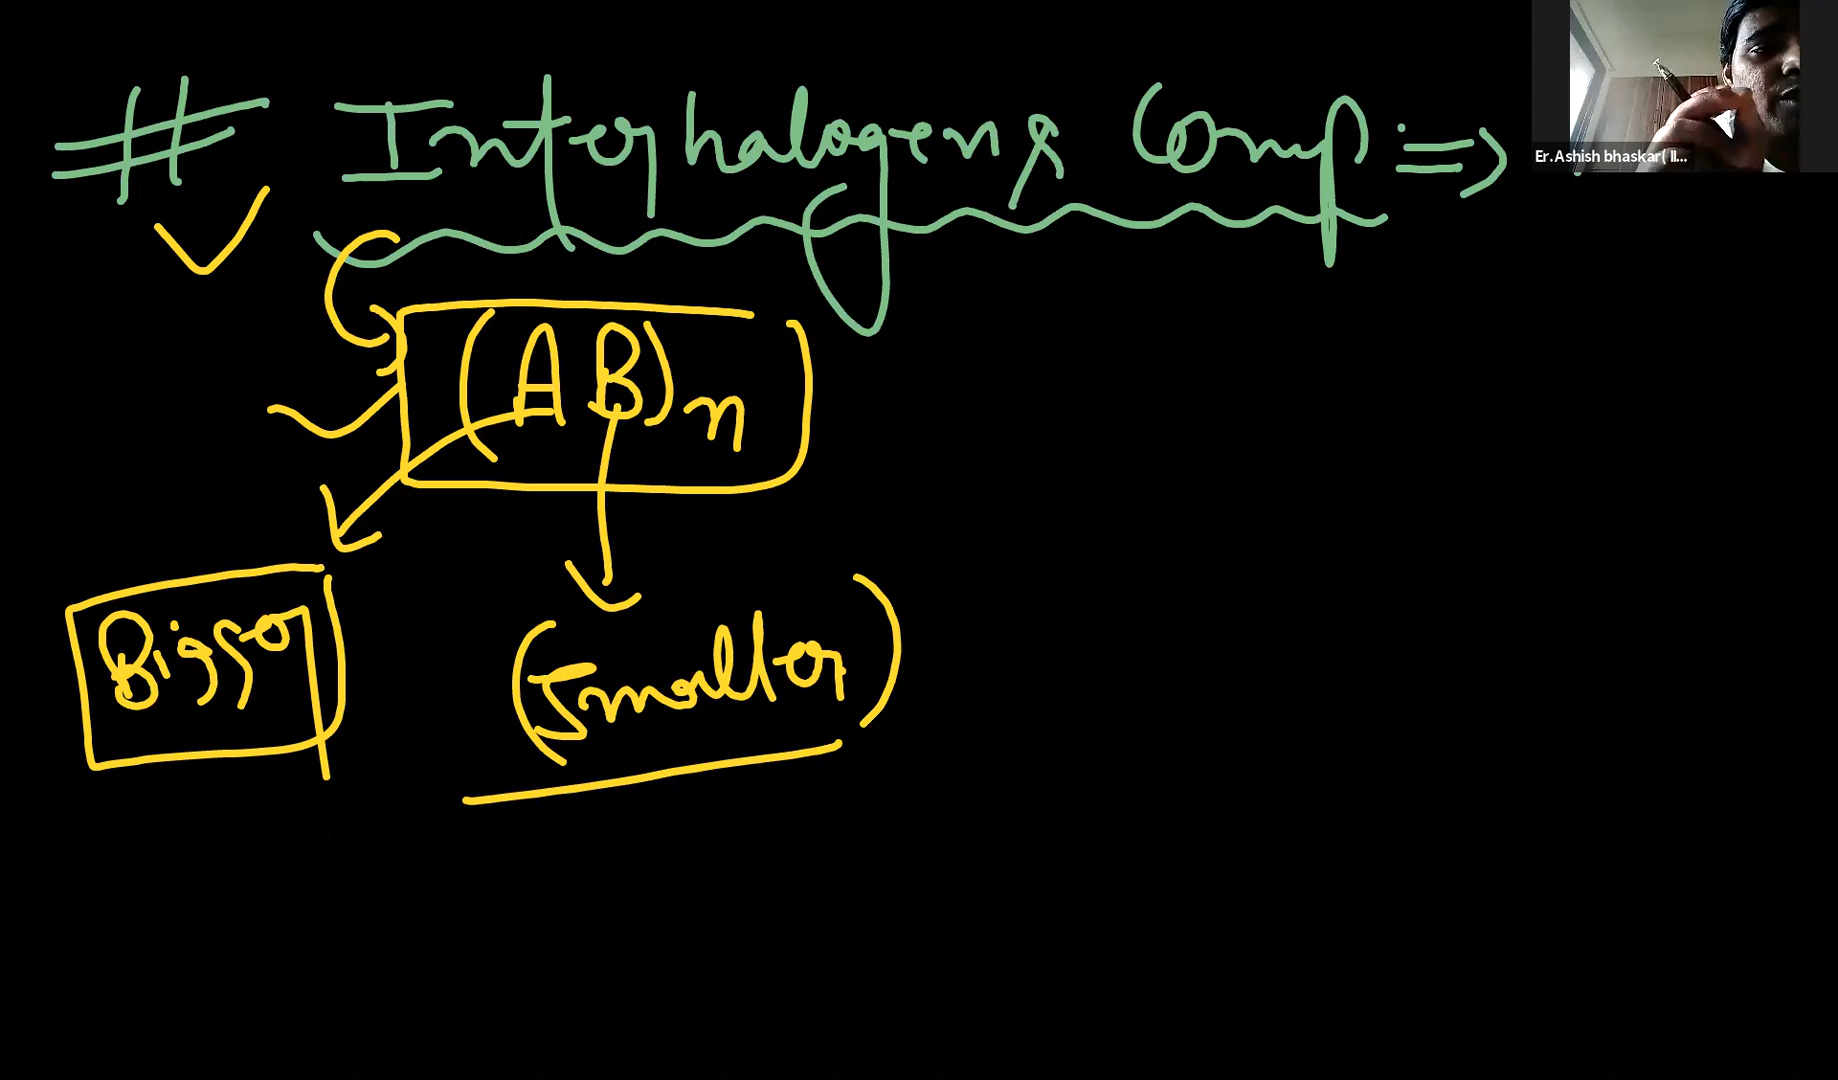 # Interhalogens Comp :=>
Er.Ashish bhaskar( II...
(AB)n
Bigger
(Smaller)